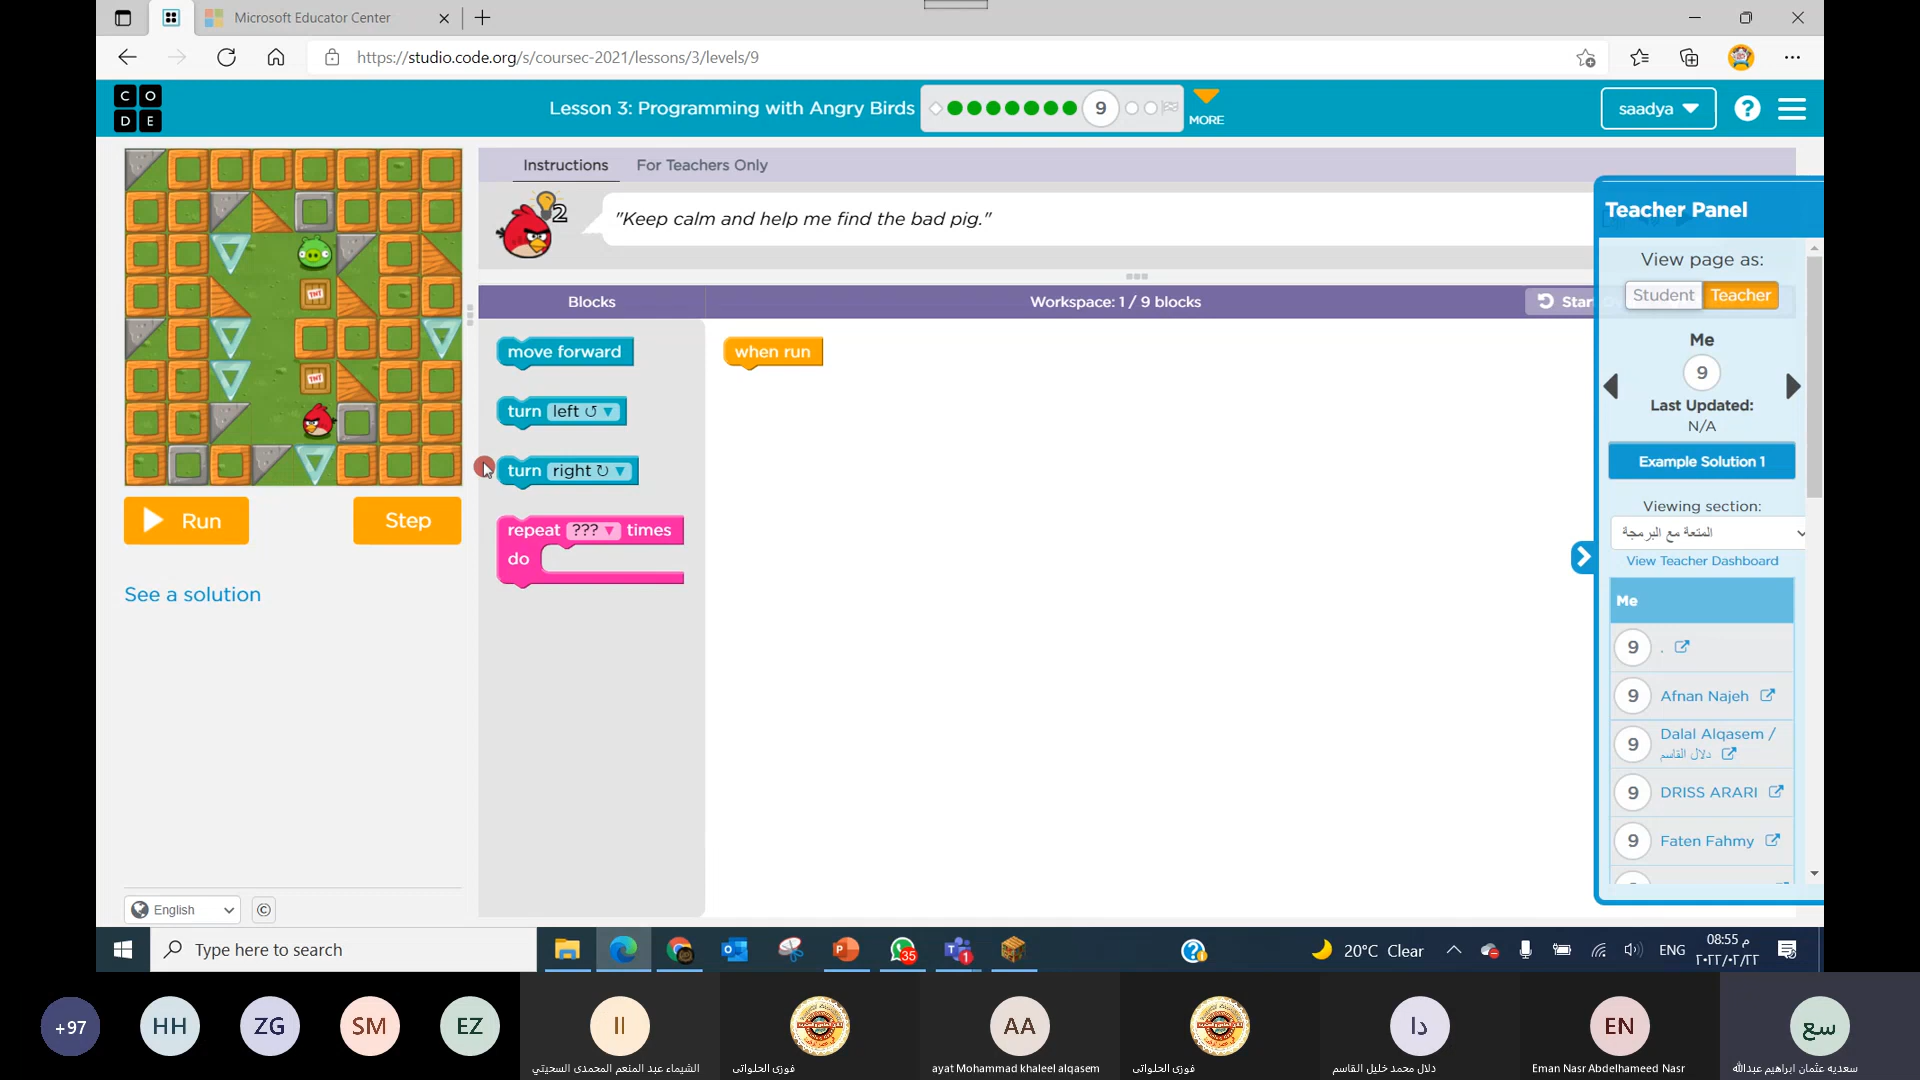 Microsoft Educator Center
https://studio.code.org/s/coursec-2021/lessons/3/levels/9
C O
D E
Lesson 3: Programming with Angry Birds
9
MORE
saadya
?
Instructions
For Teachers Only
2
"Keep calm and help me find the bad pig."
Blocks
Workspace: 1 / 9 blocks
Star
move forward
turn left
turn right
repeat ??? times
do
when run
TNT
TNT
Run
Step
See a solution
English
©
Teacher Panel
View page as:
Student
Teacher
Me
9
Last Updated:
N/A
Example Solution 1
Viewing section:
المتعة مع البرمجة
View Teacher Dashboard
Me
9 .
9 Afnan Najeh
9 Dalal Alqasem /
دلال القاسم
9 DRISS ARARI
9 Faten Fahmy
Type here to search
35
1
20°C Clear
ENG
08:55 م
٢٠٢٢/٠٢/٢٢
+97
HH
ZG
SM
EZ
ا ا
الشيماء عبد المنعم المحمدى السحيتي
فوزى الحلواتى
AA
ayat Mohammad khaleel alqasem
فوزى الحلواتى
دا
دلال محمد خليل القاسم
EN
Eman Nasr Abdelhameed Nasr
سع
سعديه عثمان ابراهيم عبدالله